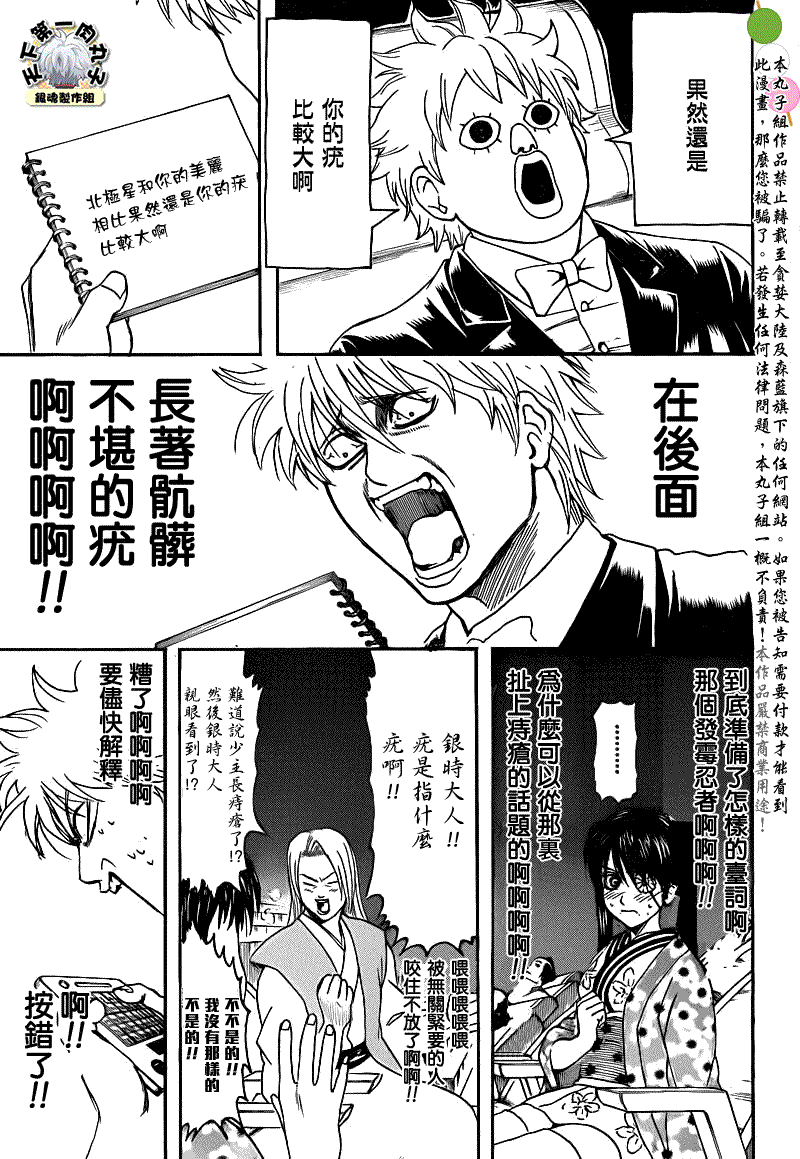 果然還是
你的疣
比較大啊
北極星和你的美麗
相比果然還是你的疣
比較大啊
天下第一肉丸子
銀魂製作組
在後面
長著骯髒
不堪的疣
啊啊啊啊!!
到底準備了怎樣的臺詞啊
那個發霉忍者啊啊啊!!
………
為什麼可以從那裏
扯上痔瘡的話題的啊啊啊啊!!
銀時大人!!
疣是指什麼
疣啊!!
難道說少主長痔瘡了!?
然後銀時大人
親眼看到了!?
喂喂喂喂喂
被無關緊要的人
咬住不放了啊啊!!
不不是的!!
我沒有那樣的
不是的!!
糟了啊啊啊啊
要儘快解釋
啊!!
按錯了!!
本丸子組作品禁止轉載至貪婪大陸及森藍旗下的任何網站。如果您被告知需要付款才能看到
此漫畫，那麼您被騙了。若發生任何法律問題，本丸子組一概不負責！本作品嚴禁商業用途！